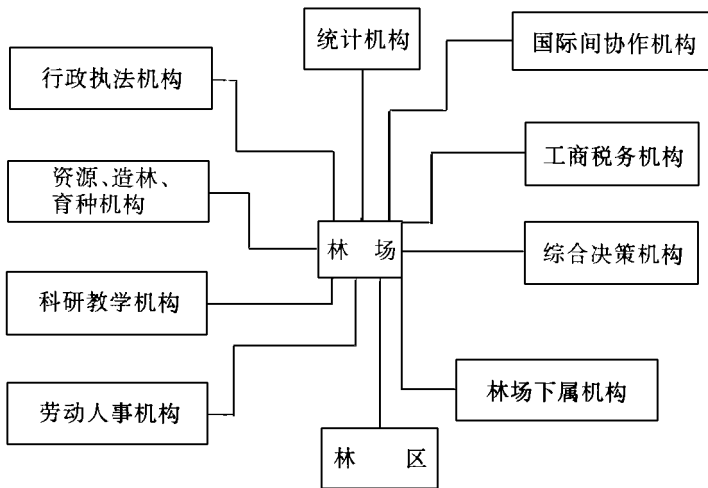 统计机构
国际间协作机构
行政执法机构
工商税务机构
资源、造林、
育种机构
林 场
综合决策机构
科研教学机构
林场下属机构
劳动人事机构
林 区